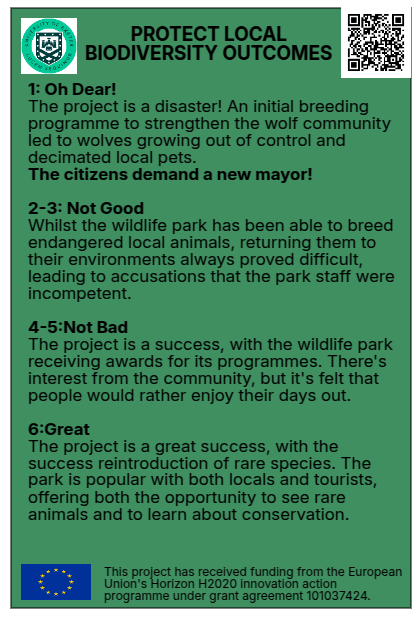 PROTECT LOCAL
BIODIVERSITY OUTCOMES
1: Oh Dear!
The project is a disaster! An initial breeding
programme to strengthen the wolf community
led to wolves growing out of control and
decimated local pets.
The citizens demand a new mayor!
2-3: Not Good
Whilst the wildlife park has been able to breed
endangered local animals, returning them to
their environments always proved difficult,
leading to accusations that the park staff were
incompetent.
4-5:Not Bad
The project is a success, with the wildlife park
receiving awards for its programmes. There's
interest from the community, but it's felt that
people would rather enjoy their days out.
6:Great
The project is a great success, with the
success reintroduction of rare species. The
park is popular with both locals and tourists,
offering both the opportunity to see rare
animals and to learn about conservation.
This project has received funding from the European
Union's Horizon H2020 innovation action
programme under grant agreement 101037424.